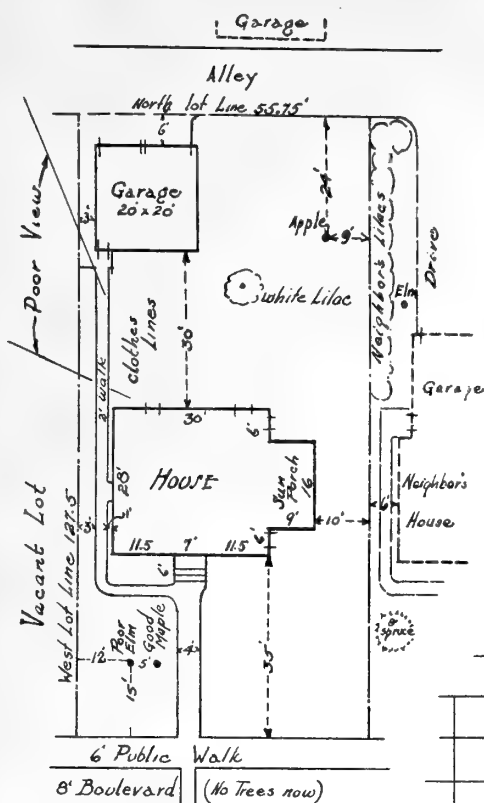 Garage
Alley
North lot Line 55.75'
6'
Garage
20' x 20'
3'
24'
Apple
9'
Neighbor's Lilacs
Drive
Elm
Poor View
White Lilac
Clothes Lines
30'
2' Walk
Garage
30'
6'
HOUSE
28'
Sun Porch
16
9'
10'
6'
Neighbor's
House
Vacant Lot
West Lot Line 127.5
3'
11.5
7'
11.5
6'
6'
8'
spruce
Poor Elm
Good Maple
12'
5'
4'
15'
35'
6' Public Walk
8' Boulevard (No Trees now)